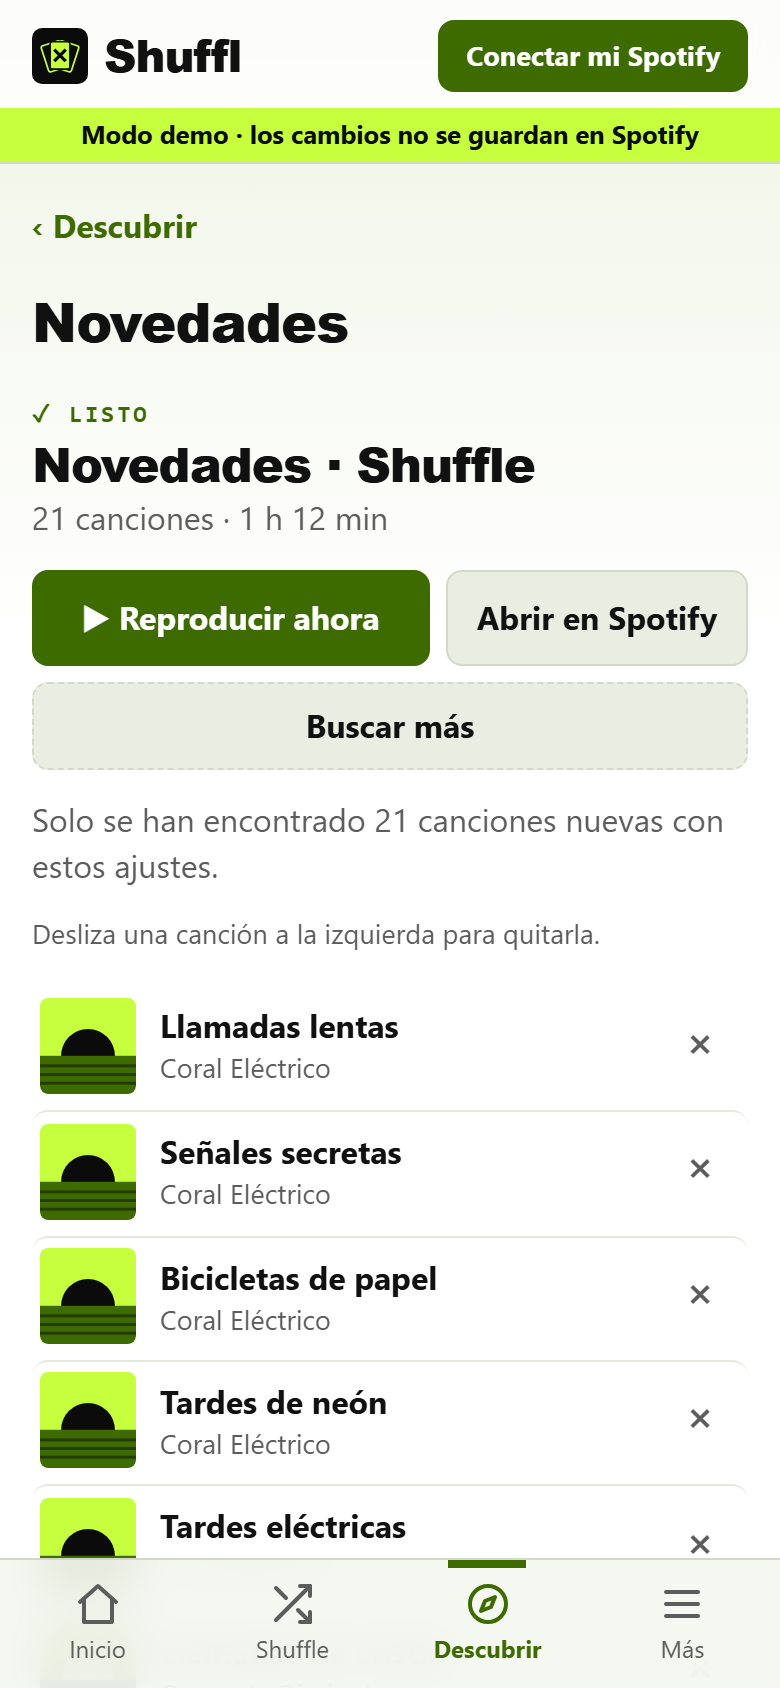 Shuffl
Conectar mi Spotify
Modo demo · los cambios no se guardan en Spotify
‹ Descubrir
Novedades
✓ LISTO
Novedades · Shuffle
21 canciones · 1 h 12 min
▶ Reproducir ahora
Abrir en Spotify
Buscar más
Solo se han encontrado 21 canciones nuevas con
estos ajustes.
Desliza una canción a la izquierda para quitarla.
Llamadas lentas
Coral Eléctrico
✕
Señales secretas
Coral Eléctrico
✕
Bicicletas de papel
Coral Eléctrico
✕
Tardes de neón
Coral Eléctrico
✕
Tardes eléctricas
✕
Inicio
Shuffle
Descubrir
Más